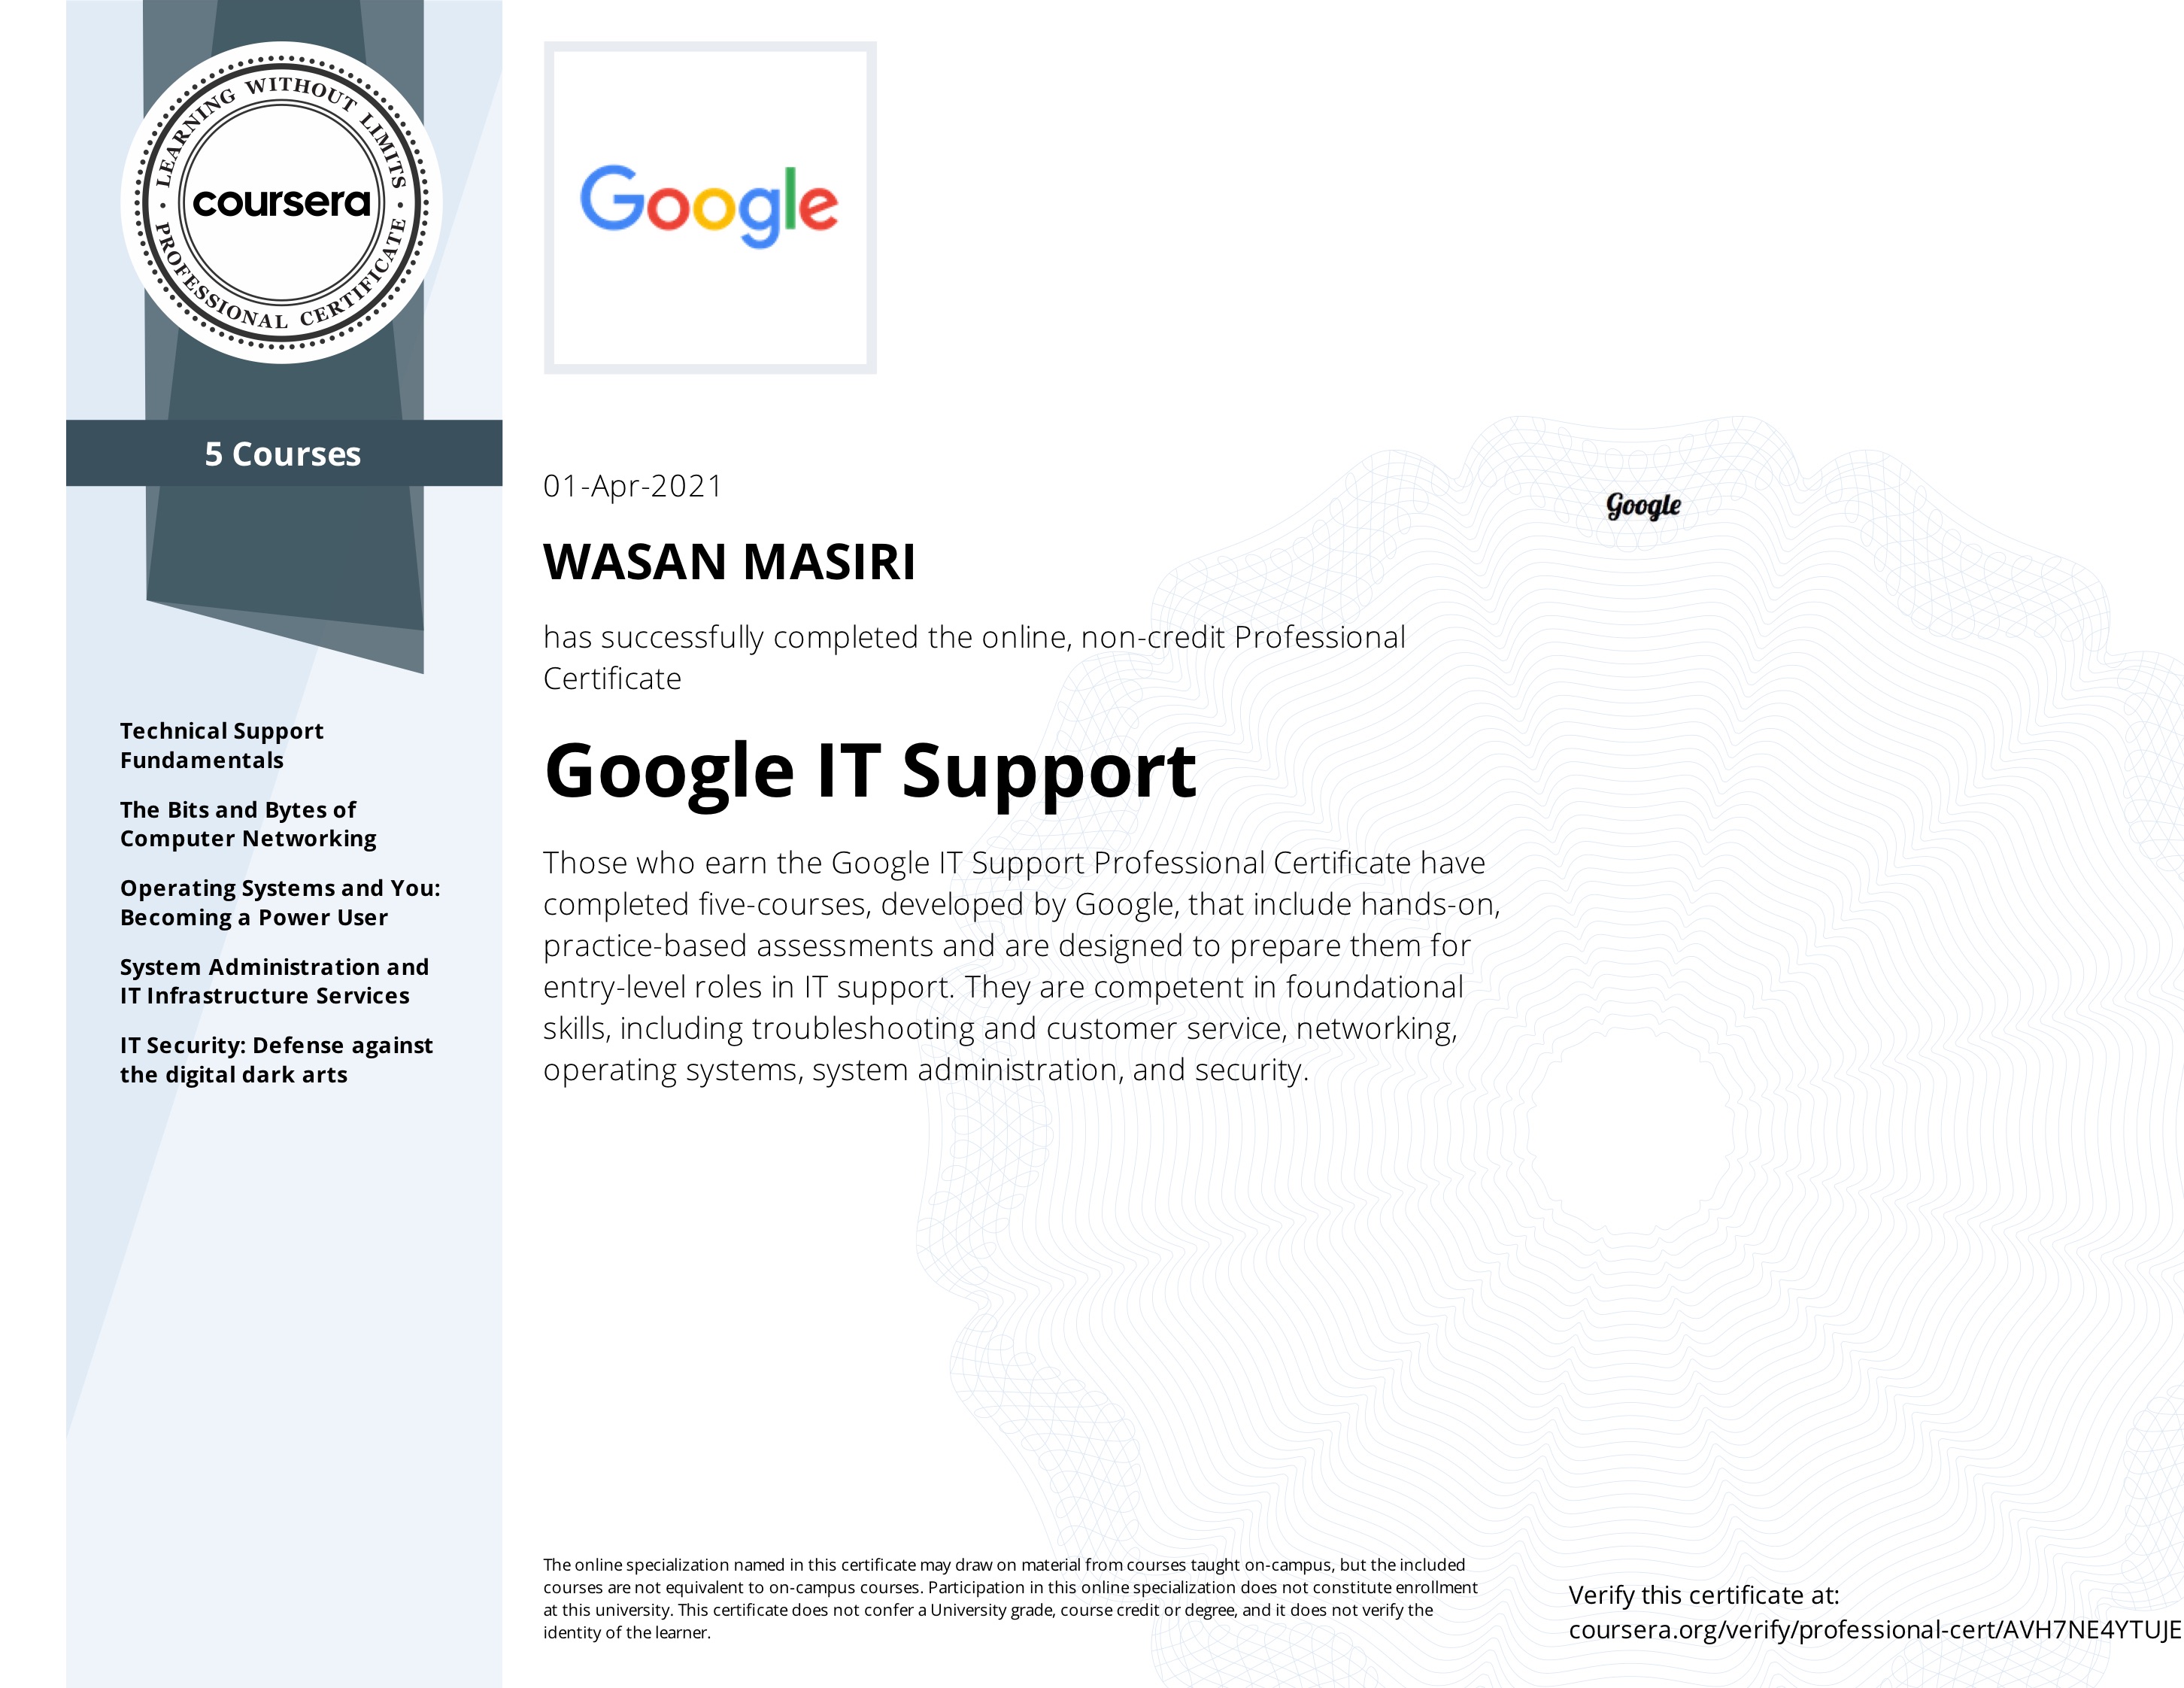 LEARNING WITHOUT LIMITS
coursera
PROFESSIONAL CERTIFICATE
5 Courses
Technical Support
Fundamentals
The Bits and Bytes of
Computer Networking
Operating Systems and You:
Becoming a Power User
System Administration and
IT Infrastructure Services
IT Security: Defense against
the digital dark arts
Google
01-Apr-2021
Google
WASAN MASIRI
has successfully completed the online, non-credit Professional
Certificate
Google IT Support
Those who earn the Google IT Support Professional Certificate have
completed five-courses, developed by Google, that include hands-on,
practice-based assessments and are designed to prepare them for
entry-level roles in IT support. They are competent in foundational
skills, including troubleshooting and customer service, networking,
operating systems, system administration, and security.
The online specialization named in this certificate may draw on material from courses taught on-campus, but the included
courses are not equivalent to on-campus courses. Participation in this online specialization does not constitute enrollment
at this university. This certificate does not confer a University grade, course credit or degree, and it does not verify the
identity of the learner.
Verify this certificate at:
coursera.org/verify/professional-cert/AVH7NE4YTUJE